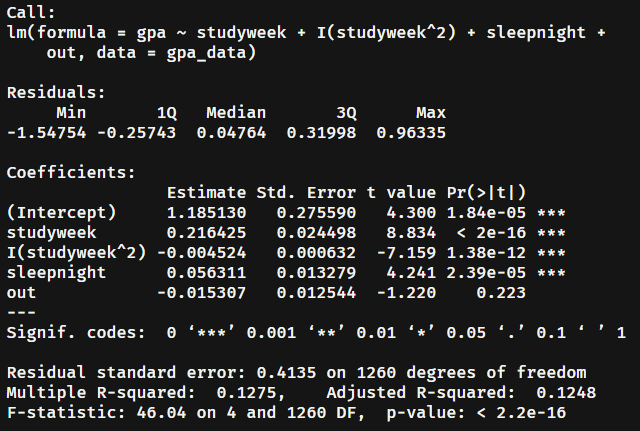 Call:
lm(formula = gpa ~ studyweek + I(studyweek^2) + sleepnight +
    out, data = gpa_data)

Residuals:
     Min       1Q   Median       3Q      Max
-1.54754 -0.25743  0.04764  0.31998  0.96335

Coefficients:
                Estimate Std. Error t value Pr(>|t|)
(Intercept)     1.185130   0.275590   4.300 1.84e-05 ***
studyweek       0.216425   0.024498   8.834  < 2e-16 ***
I(studyweek^2) -0.004524   0.000632  -7.159 1.38e-12 ***
sleepnight      0.056311   0.013279   4.241 2.39e-05 ***
out            -0.015307   0.012544  -1.220    0.223
---
Signif. codes:  0 ‘***’ 0.001 ‘**’ 0.01 ‘*’ 0.05 ‘.’ 0.1 ‘ ’ 1

Residual standard error: 0.4135 on 1260 degrees of freedom
Multiple R-squared:  0.1275,    Adjusted R-squared:  0.1248
F-statistic: 46.04 on 4 and 1260 DF,  p-value: < 2.2e-16